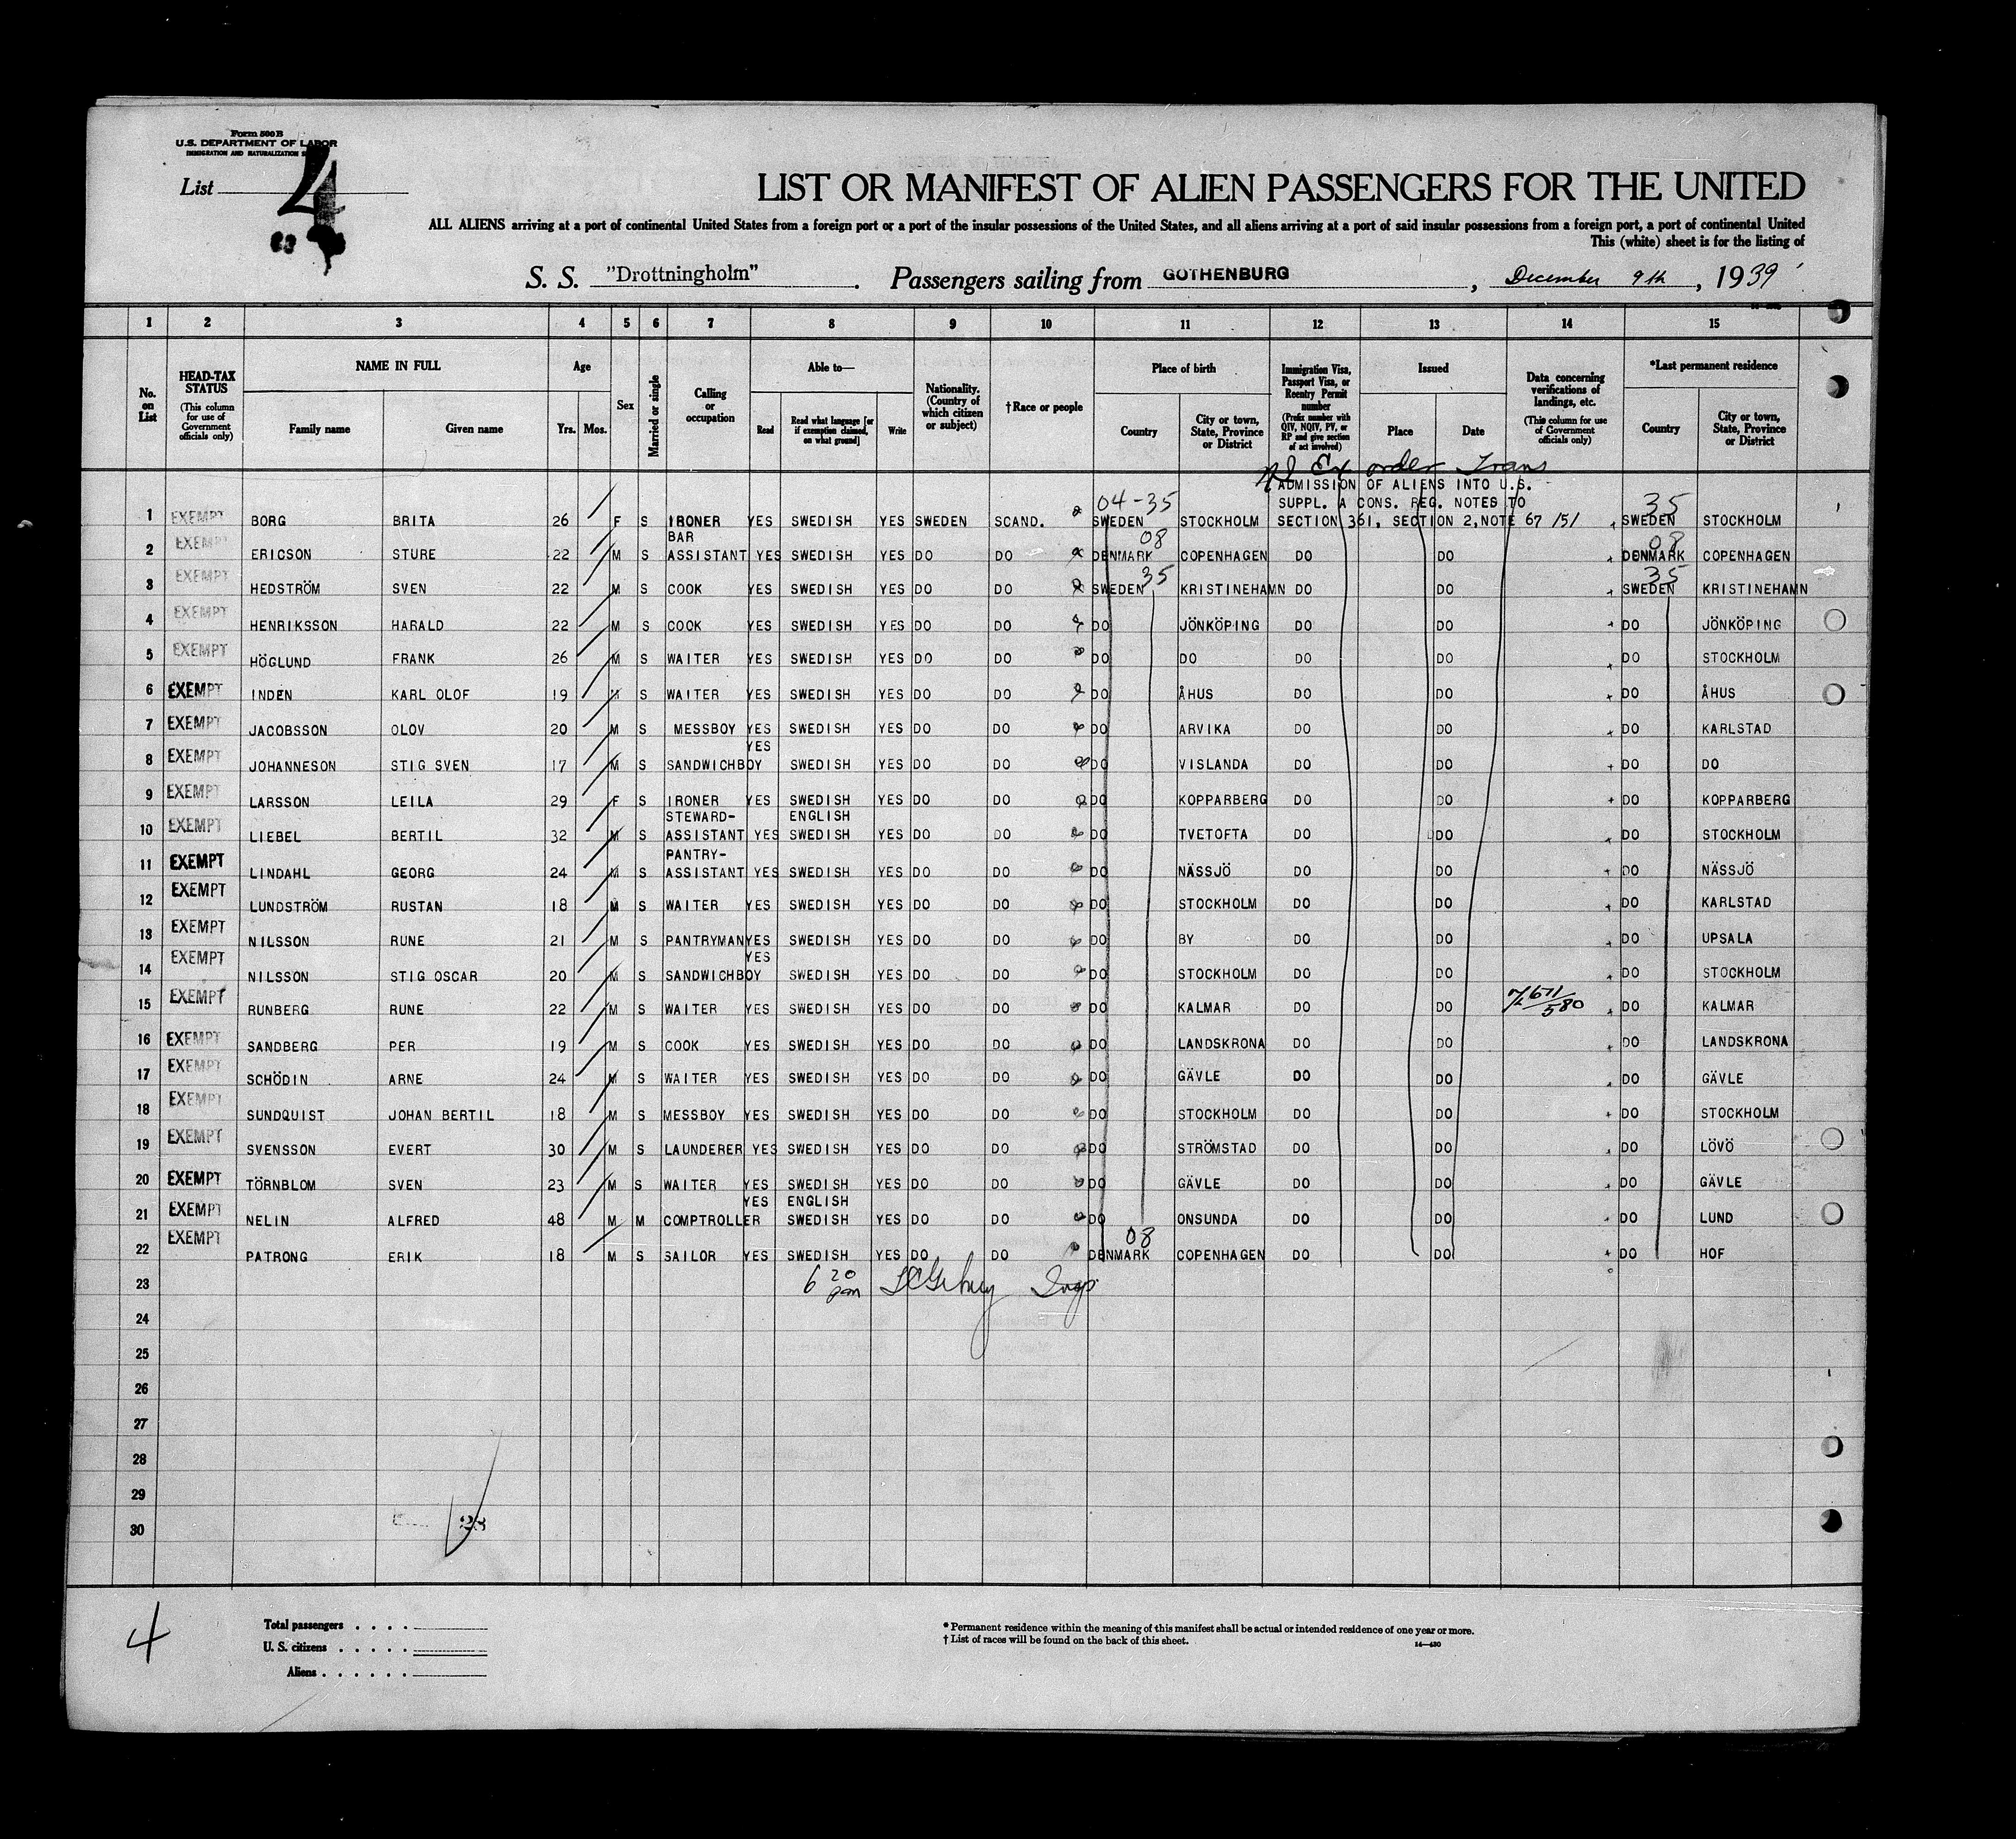 Form 500 B
U.S. DEPARTMENT OF LABOR
IMMIGRATION AND NATURALIZATION
List 4
LIST OR MANIFEST OF ALIEN PASSENGERS FOR THE UNITED
ALL ALIENS arriving at a port of continental United States from a foreign port or a port of the insular possessions of the United States, and all aliens arriving at a port of said insular possessions from a foreign port, a port of continental United
This (white) sheet is for the listing of
S. S. "Drottningholm". Passengers sailing from GOTHENBURG, December 9th, 1939
1 2 3 4 5 6 7 8 9 10 11 12 13 14 15
No. on List
HEAD-TAX STATUS (This column for use of Government officials only)
NAME IN FULL Family name Given name
Age Yrs. Mos.
Sex
Married or single
Calling or occupation
Able to— Read Read what language [or if exemption claimed, on what ground] Write
Nationality. (Country of which citizen or subject)
†Race or people
Place of birth Country City or town, State, Province or District
Immigration Visa, Passport Visa, or Reentry Permit number (Prefix number with QIV, NQIV, PV, or RP and give section of act involved)
Issued Place Date
Data concerning verifications of landings, etc. (This column for use of Government officials only)
*Last permanent residence Country City or town, State, Province or District
Ex order Trans
ADMISSION OF ALIENS INTO U.S.
04-35 SUPPL. A CONS. REG. NOTES TO 35
1 EXEMPT BORG BRITA 26 F S IRONER YES SWEDISH YES SWEDEN SCAND. SWEDEN STOCKHOLM SECTION 361, SECTION 2, NOTE 67 /51 SWEDEN STOCKHOLM
BAR 08 08
2 EXEMPT ERICSON STURE 22 M S ASSISTANT YES SWEDISH YES DO DO DENMARK COPENHAGEN DO DO DENMARK COPENHAGEN
35 35
3 EXEMPT HEDSTRÖM SVEN 22 M S COOK YES SWEDISH YES DO DO SWEDEN KRISTINEHAMN DO DO SWEDEN KRISTINEHAMN
4 EXEMPT HENRIKSSON HARALD 22 M S COOK YES SWEDISH YES DO DO DO JÖNKÖPING DO DO DO JÖNKÖPING
5 EXEMPT HÖGLUND FRANK 26 M S WAITER YES SWEDISH YES DO DO DO DO DO DO DO STOCKHOLM
6 EXEMPT INDEN KARL OLOF 19 M S WAITER YES SWEDISH YES DO DO DO ÅHUS DO DO DO ÅHUS
7 EXEMPT JACOBSSON OLOV 20 M S MESSBOY YES SWEDISH YES DO DO DO ARVIKA DO DO DO KARLSTAD
YES
8 EXEMPT JOHANNESON STIG SVEN 17 M S SANDWICHBOY SWEDISH YES DO DO DO VISLANDA DO DO DO DO
9 EXEMPT LARSSON LEILA 29 F S IRONER YES SWEDISH YES DO DO DO KOPPARBERG DO DO DO KOPPARBERG
STEWARD- ENGLISH
10 EXEMPT LIEBEL BERTIL 32 M S ASSISTANT YES SWEDISH YES DO DO DO TVETOFTA DO DO DO STOCKHOLM
PANTRY-
11 EXEMPT LINDAHL GEORG 24 M S ASSISTANT YES SWEDISH YES DO DO DO NÄSSJÖ DO DO DO NÄSSJÖ
12 EXEMPT LUNDSTRÖM RUSTAN 18 M S WAITER YES SWEDISH YES DO DO DO STOCKHOLM DO DO DO KARLSTAD
13 EXEMPT NILSSON RUNE 21 M S PANTRYMAN YES SWEDISH YES DO DO DO BY DO DO DO UPSALA
YES
14 EXEMPT NILSSON STIG OSCAR 20 M S SANDWICHBOY SWEDISH YES DO DO DO STOCKHOLM DO DO DO STOCKHOLM
15 EXEMPT RUNBERG RUNE 22 M S WAITER YES SWEDISH YES DO DO DO KALMAR DO DO 580 DO KALMAR
16 EXEMPT SANDBERG PER 19 M S COOK YES SWEDISH YES DO DO DO LANDSKRONA DO DO DO LANDSKRONA
17 EXEMPT SCHÖDIN ARNE 24 M S WAITER YES SWEDISH YES DO DO DO GÄVLE DO DO DO GÄVLE
18 EXEMPT SUNDQUIST JOHAN BERTIL 18 M S MESSBOY YES SWEDISH YES DO DO DO STOCKHOLM DO DO DO STOCKHOLM
19 EXEMPT SVENSSON EVERT 30 M S LAUNDERER YES SWEDISH YES DO DO DO STRÖMSTAD DO DO DO LÖVÖ
20 EXEMPT TÖRNBLOM SVEN 23 M S WAITER YES SWEDISH YES DO DO DO GÄVLE DO DO DO GÄVLE
YES ENGLISH
21 EXEMPT NELIN ALFRED 48 M M COMPTROLLER SWEDISH YES DO DO DO ONSUNDA DO DO DO LUND
08
22 EXEMPT PATRONG ERIK 18 M S SAILOR YES SWEDISH YES DO DO DENMARK COPENHAGEN DO DO DO HOF
23 6 20 pm Insp
24
25
26
27
28
29
30
4
Total passengers . . . .
U. S. citizens . . . . .
Aliens . . . . . .
* Permanent residence within the meaning of this manifest shall be actual or intended residence of one year or more.
† List of races will be found on the back of this sheet.
14—430